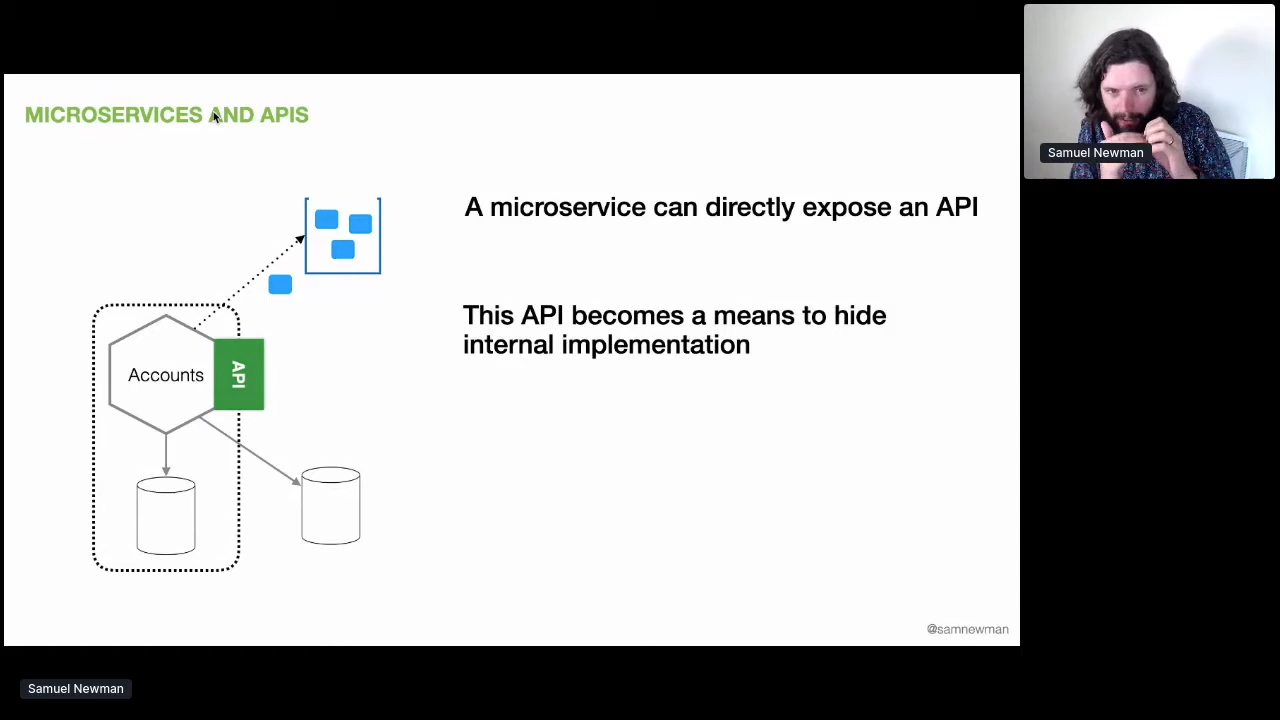 MICROSERVICES AND APIS
Samuel Newman
A microservice can directly expose an API
This API becomes a means to hide
internal implementation
Accounts
API
@samnewman
Samuel Newman